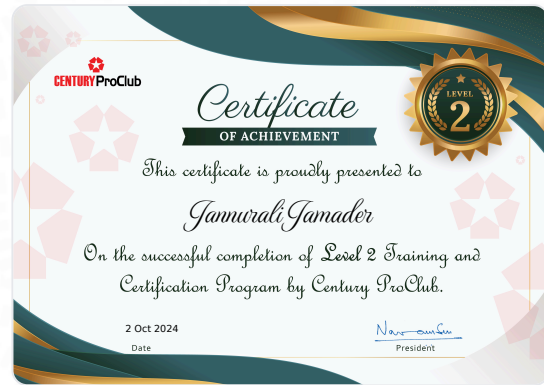 CENTURY ProClub
Certificate
OF ACHIEVEMENT
LEVEL
2
This certificate is proudly presented to
Jannurali Jamader
On the successful completion of Level 2 Training and
Certification Program by Century ProClub.
2 Oct 2024
Date
President